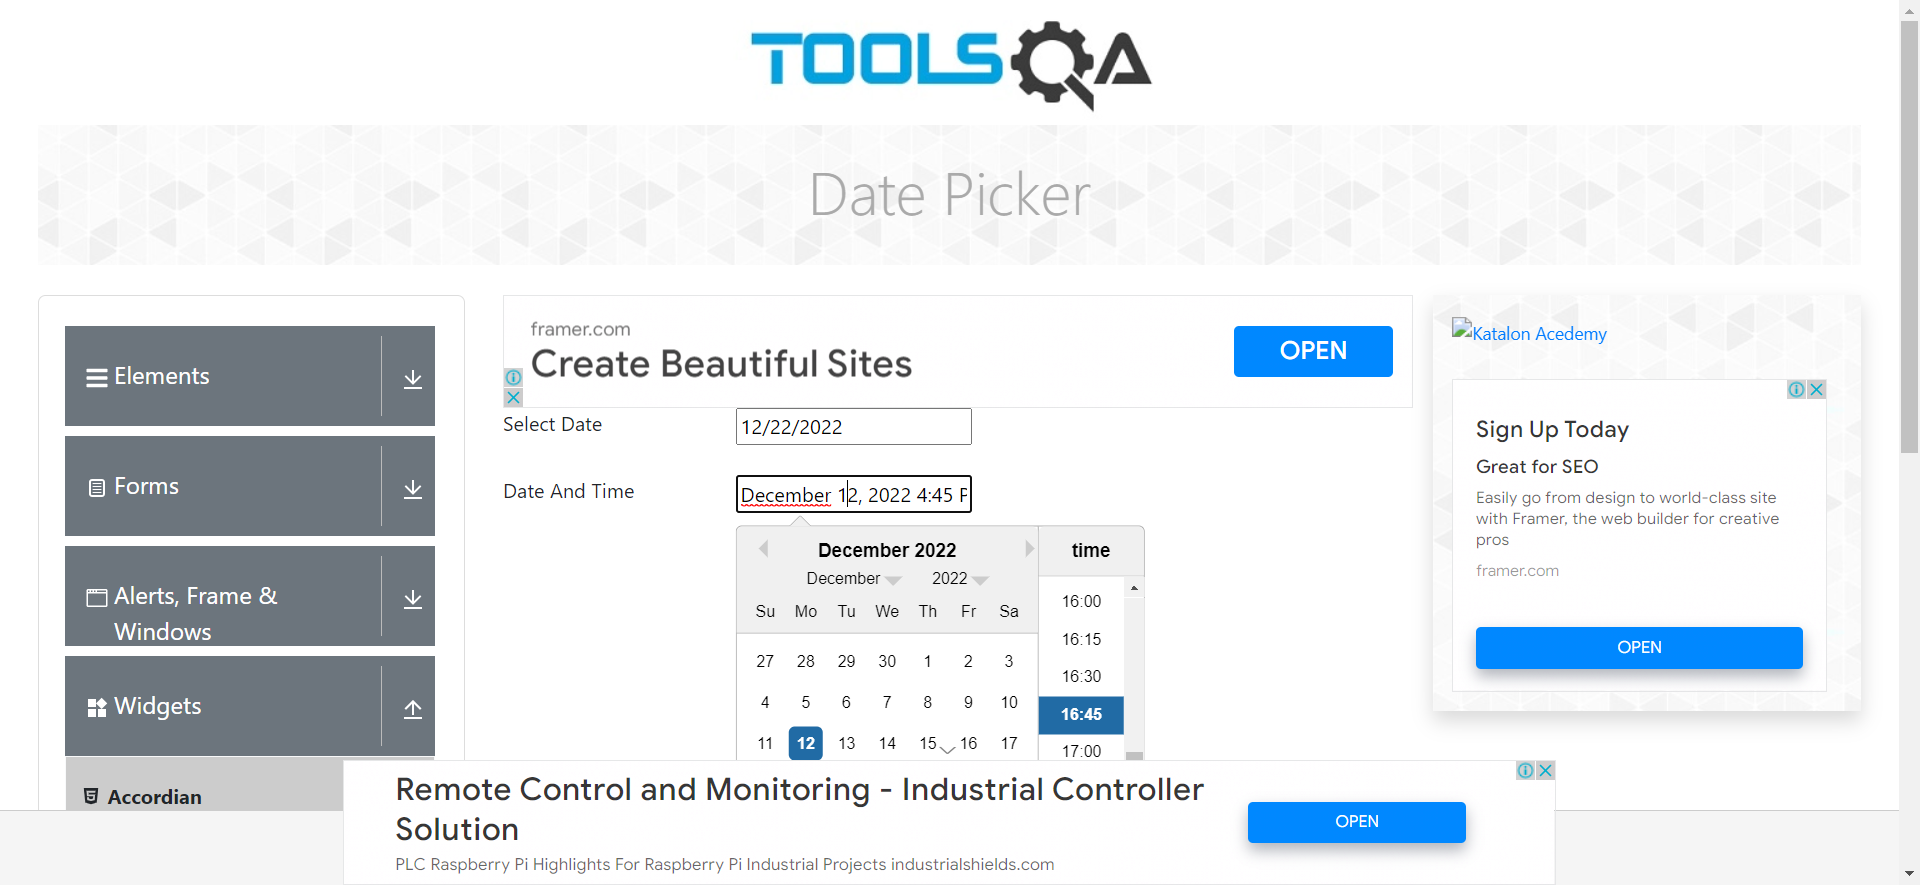 TOOLSQA
Date Picker
Elements
Forms
Alerts, Frame &
Windows
Widgets
Accordian
framer.com
Create Beautiful Sites
OPEN
Select Date
12/22/2022
Date And Time
December 12, 2022 4:45 P
December 2022
December 2022
Su Mo Tu We Th Fr Sa
27 28 29 30 1 2 3
4 5 6 7 8 9 10
11 12 13 14 15 16 17
time
16:00
16:15
16:30
16:45
17:00
Katalon Acedemy
Sign Up Today
Great for SEO
Easily go from design to world-class site
with Framer, the web builder for creative
pros
framer.com
OPEN
Remote Control and Monitoring - Industrial Controller
Solution
PLC Raspberry Pi Highlights For Raspberry Pi Industrial Projects industrialshields.com
OPEN